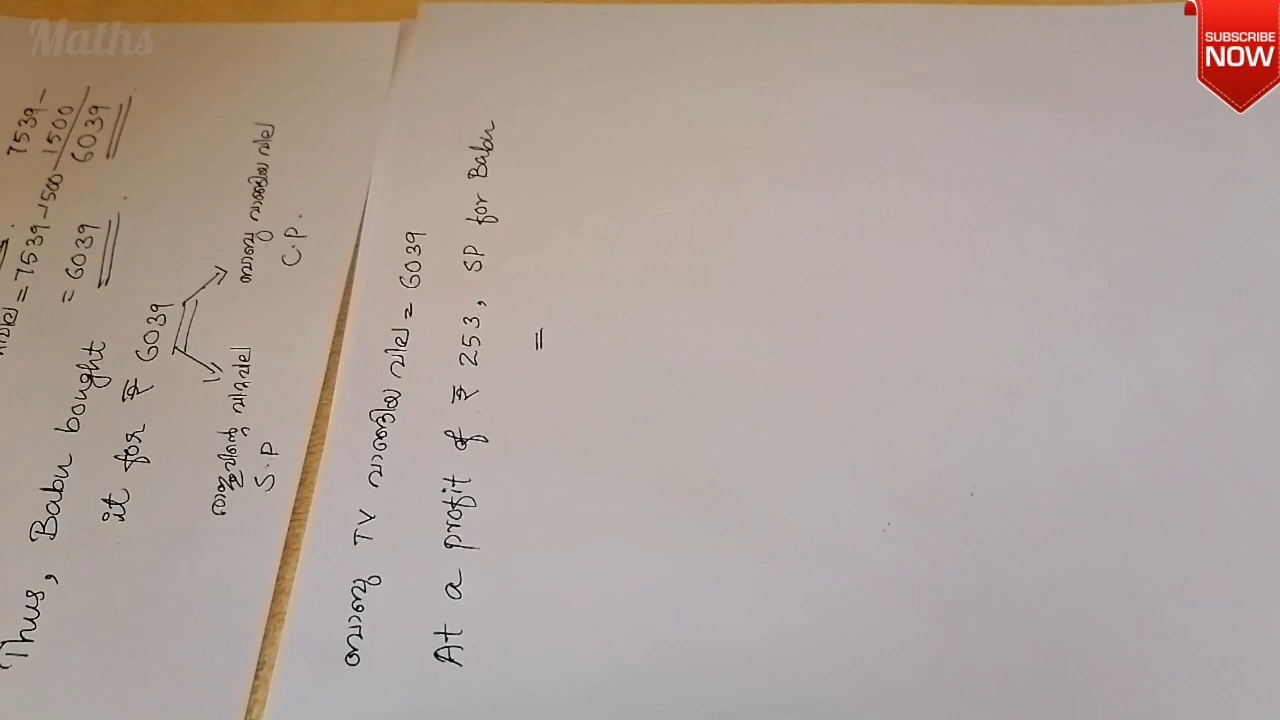 Maths
SUBSCRIBE
NOW
= 7539-1500
7539-
1500
6039
= 6039
Thus, Babu bought
it for ₹ 6039
രാജുവിന്റെ
S.P
ബാബു വാങ്ങിയ വില
C.P.
ബാബു TV വാങ്ങിയ വില = 6039
At a profit of ₹ 253, SP for Babu
=